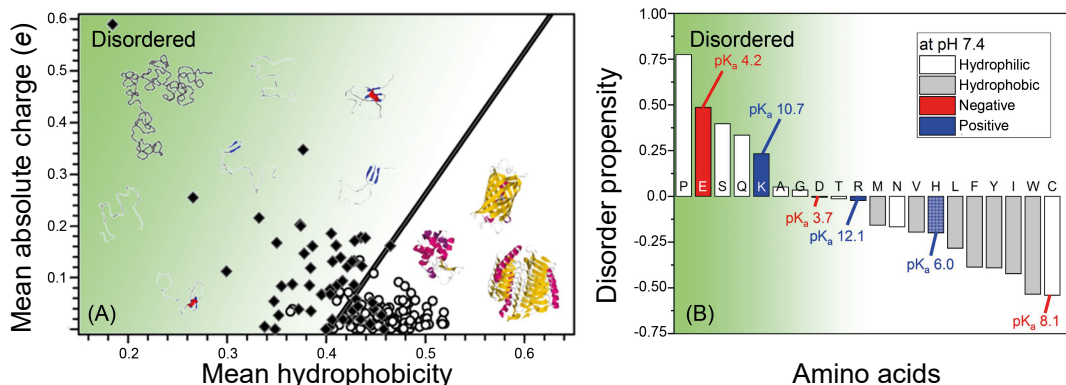 Mean absolute charge (e)
0.6
0.5
0.4
0.3
0.2
0.1
Disordered
(A)
0.2 0.3 0.4 0.5 0.6
Mean hydrophobicity
Disorder propensity
1.00
0.75
0.50
0.25
0.0
-0.25
-0.50
-0.75
Disordered
pKa 4.2
pKa 10.7
at pH 7.4
Hydrophilic
Hydrophobic
Negative
Positive
P E S Q K A G D T R M N V H L F Y I W C
pKa 3.7
pKa 12.1
pKa 6.0
pKa 8.1
(B)
Amino acids